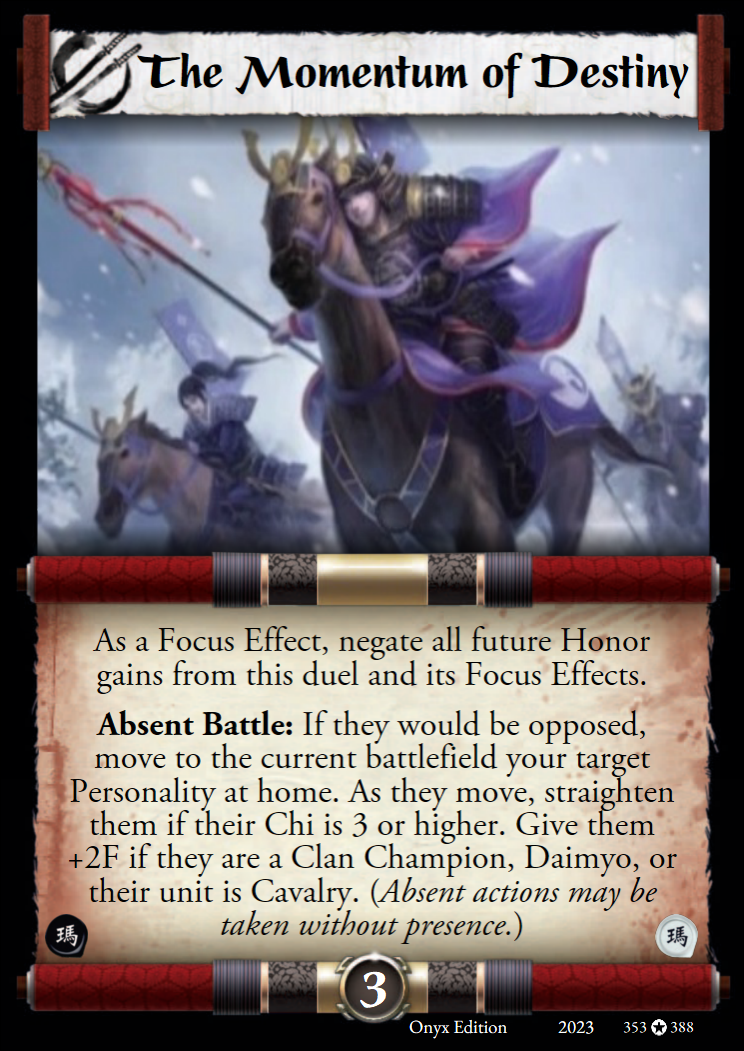 The Momentum of Destiny
As a Focus Effect, negate all future Honor
gains from this duel and its Focus Effects.
Absent Battle: If they would be opposed,
move to the current battlefield your target
Personality at home. As they move, straighten
them if their Chi is 3 or higher. Give them
+2F if they are a Clan Champion, Daimyo, or
their unit is Cavalry. (Absent actions may be
taken without presence.)
瑪 瑪
3
Onyx Edition 2023 353 388